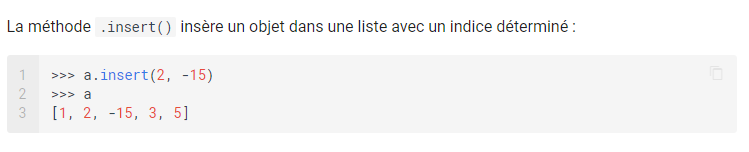 La méthode .insert() insère un objet dans une liste avec un indice déterminé :
1 >>> a.insert(2, -15)
2 >>> a
3 [1, 2, -15, 3, 5]